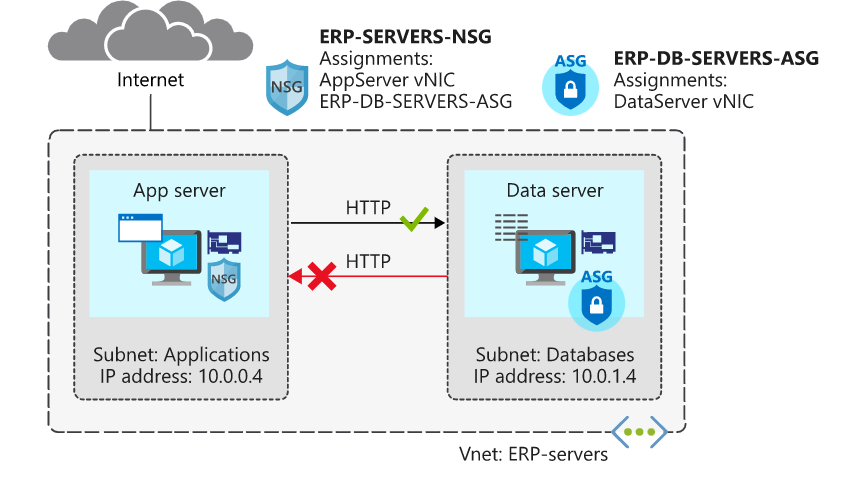 Internet
NSG
ERP-SERVERS-NSG
Assignments:
AppServer vNIC
ERP-DB-SERVERS-ASG
ASG
ERP-DB-SERVERS-ASG
Assignments:
DataServer vNIC
App server
NSG
Subnet: Applications
IP address: 10.0.0.4
HTTP
HTTP
Data server
ASG
Subnet: Databases
IP address: 10.0.1.4
Vnet: ERP-servers